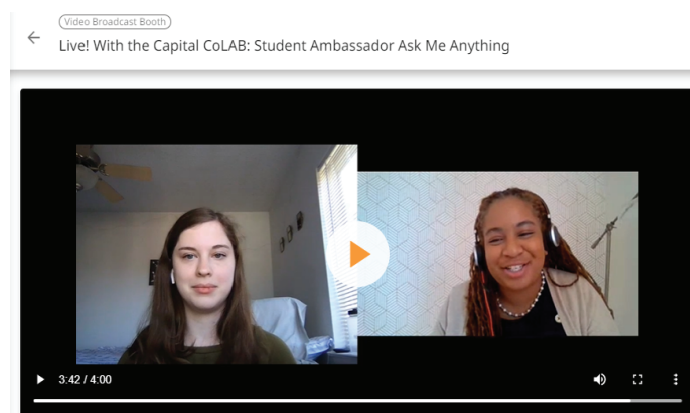 Video Broadcast Booth
Live! With the Capital CoLAB: Student Ambassador Ask Me Anything
3:42 / 4:00